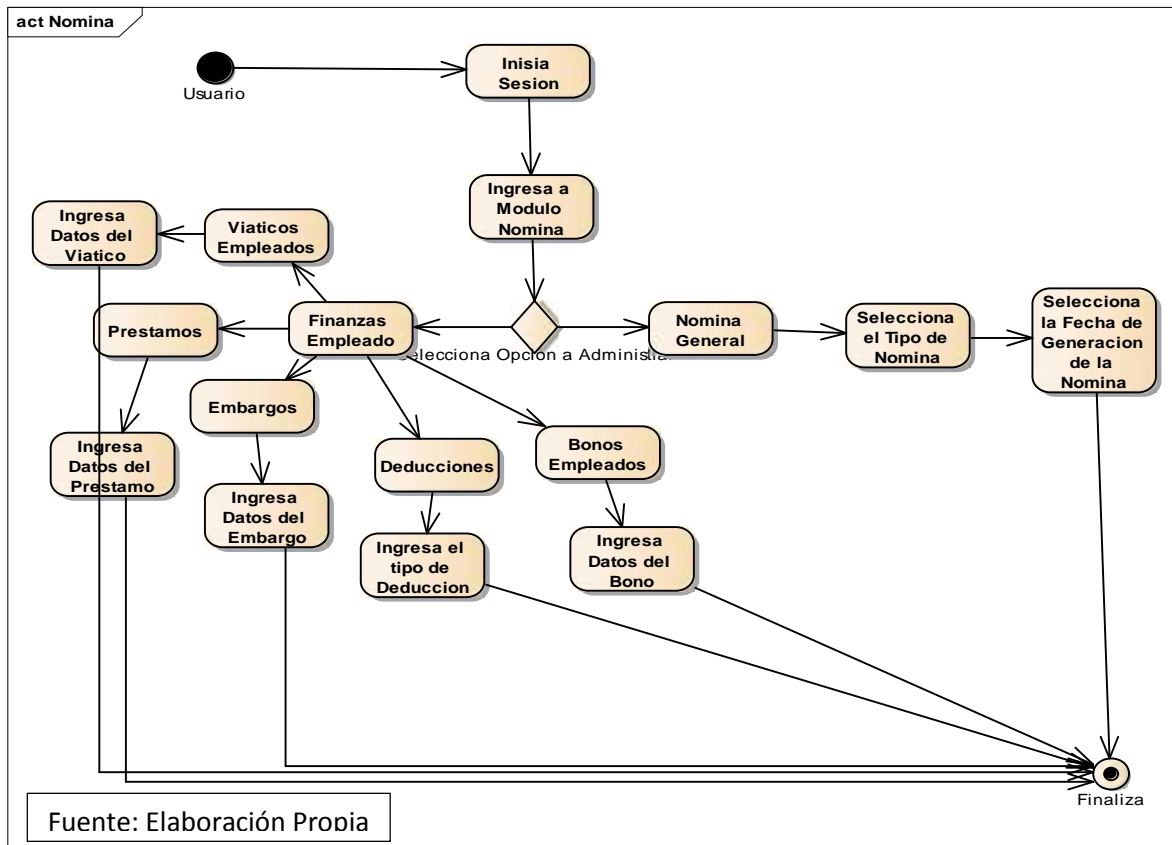 act Nomina
Inisia
Sesion
Usuario
Ingresa a
Modulo
Nomina
Ingresa
Datos del
Viatico
Viaticos
Empleados
Prestamos
Finanzas
Empleado
Selecciona Opcion a Administra
Nomina
General
Selecciona
el Tipo de
Nomina
Selecciona
la Fecha de
Generacion
de la
Nomina
Embargos
Ingresa
Datos del
Prestamo
Deducciones
Bonos
Empleados
Ingresa
Datos del
Embargo
Ingresa el
tipo de
Deduccion
Ingresa
Datos del
Bono
Finaliza
Fuente: Elaboración Propia